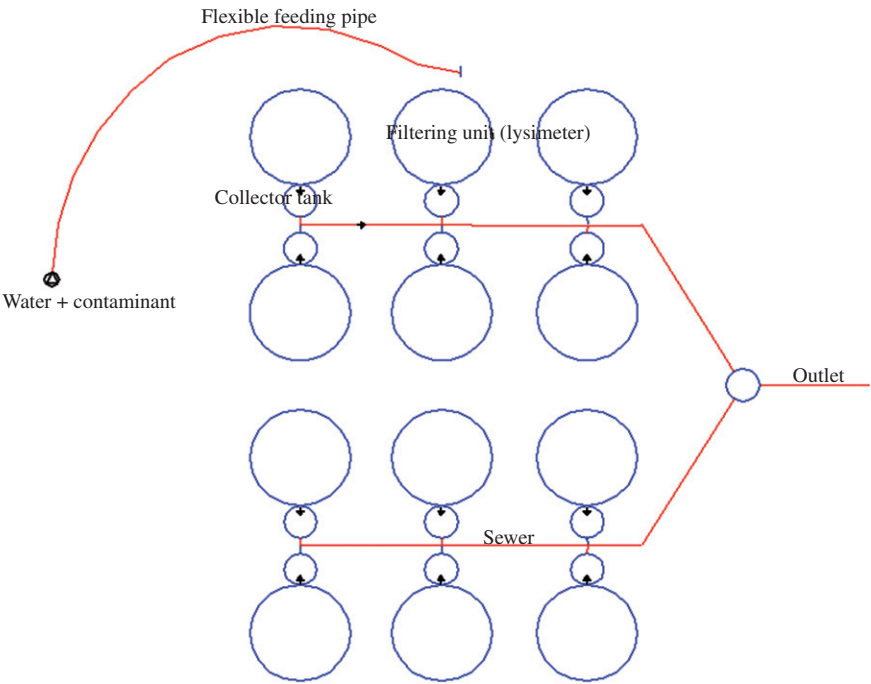 Flexible feeding pipe
Filtering unit (lysimeter)
Collector tank
Water + contaminant
Outlet
Sewer